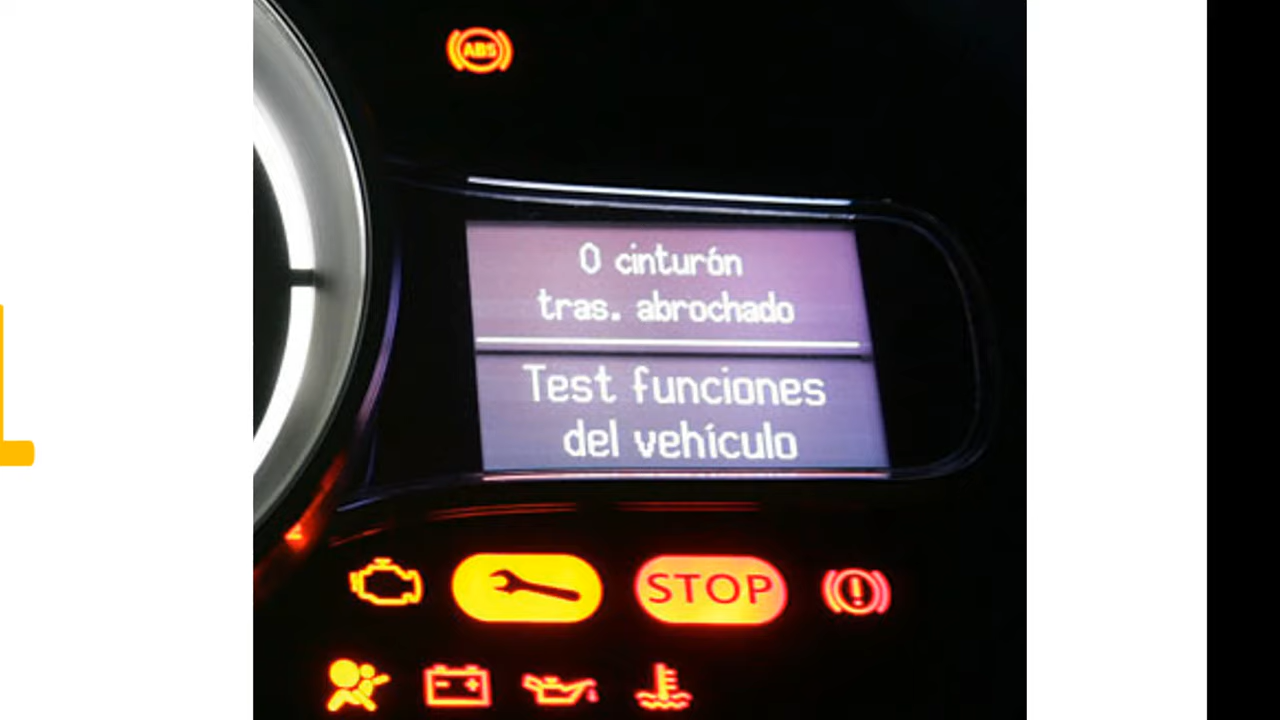 ABS
0 cinturón
tras. abrochado
Test funciones
del vehículo
STOP